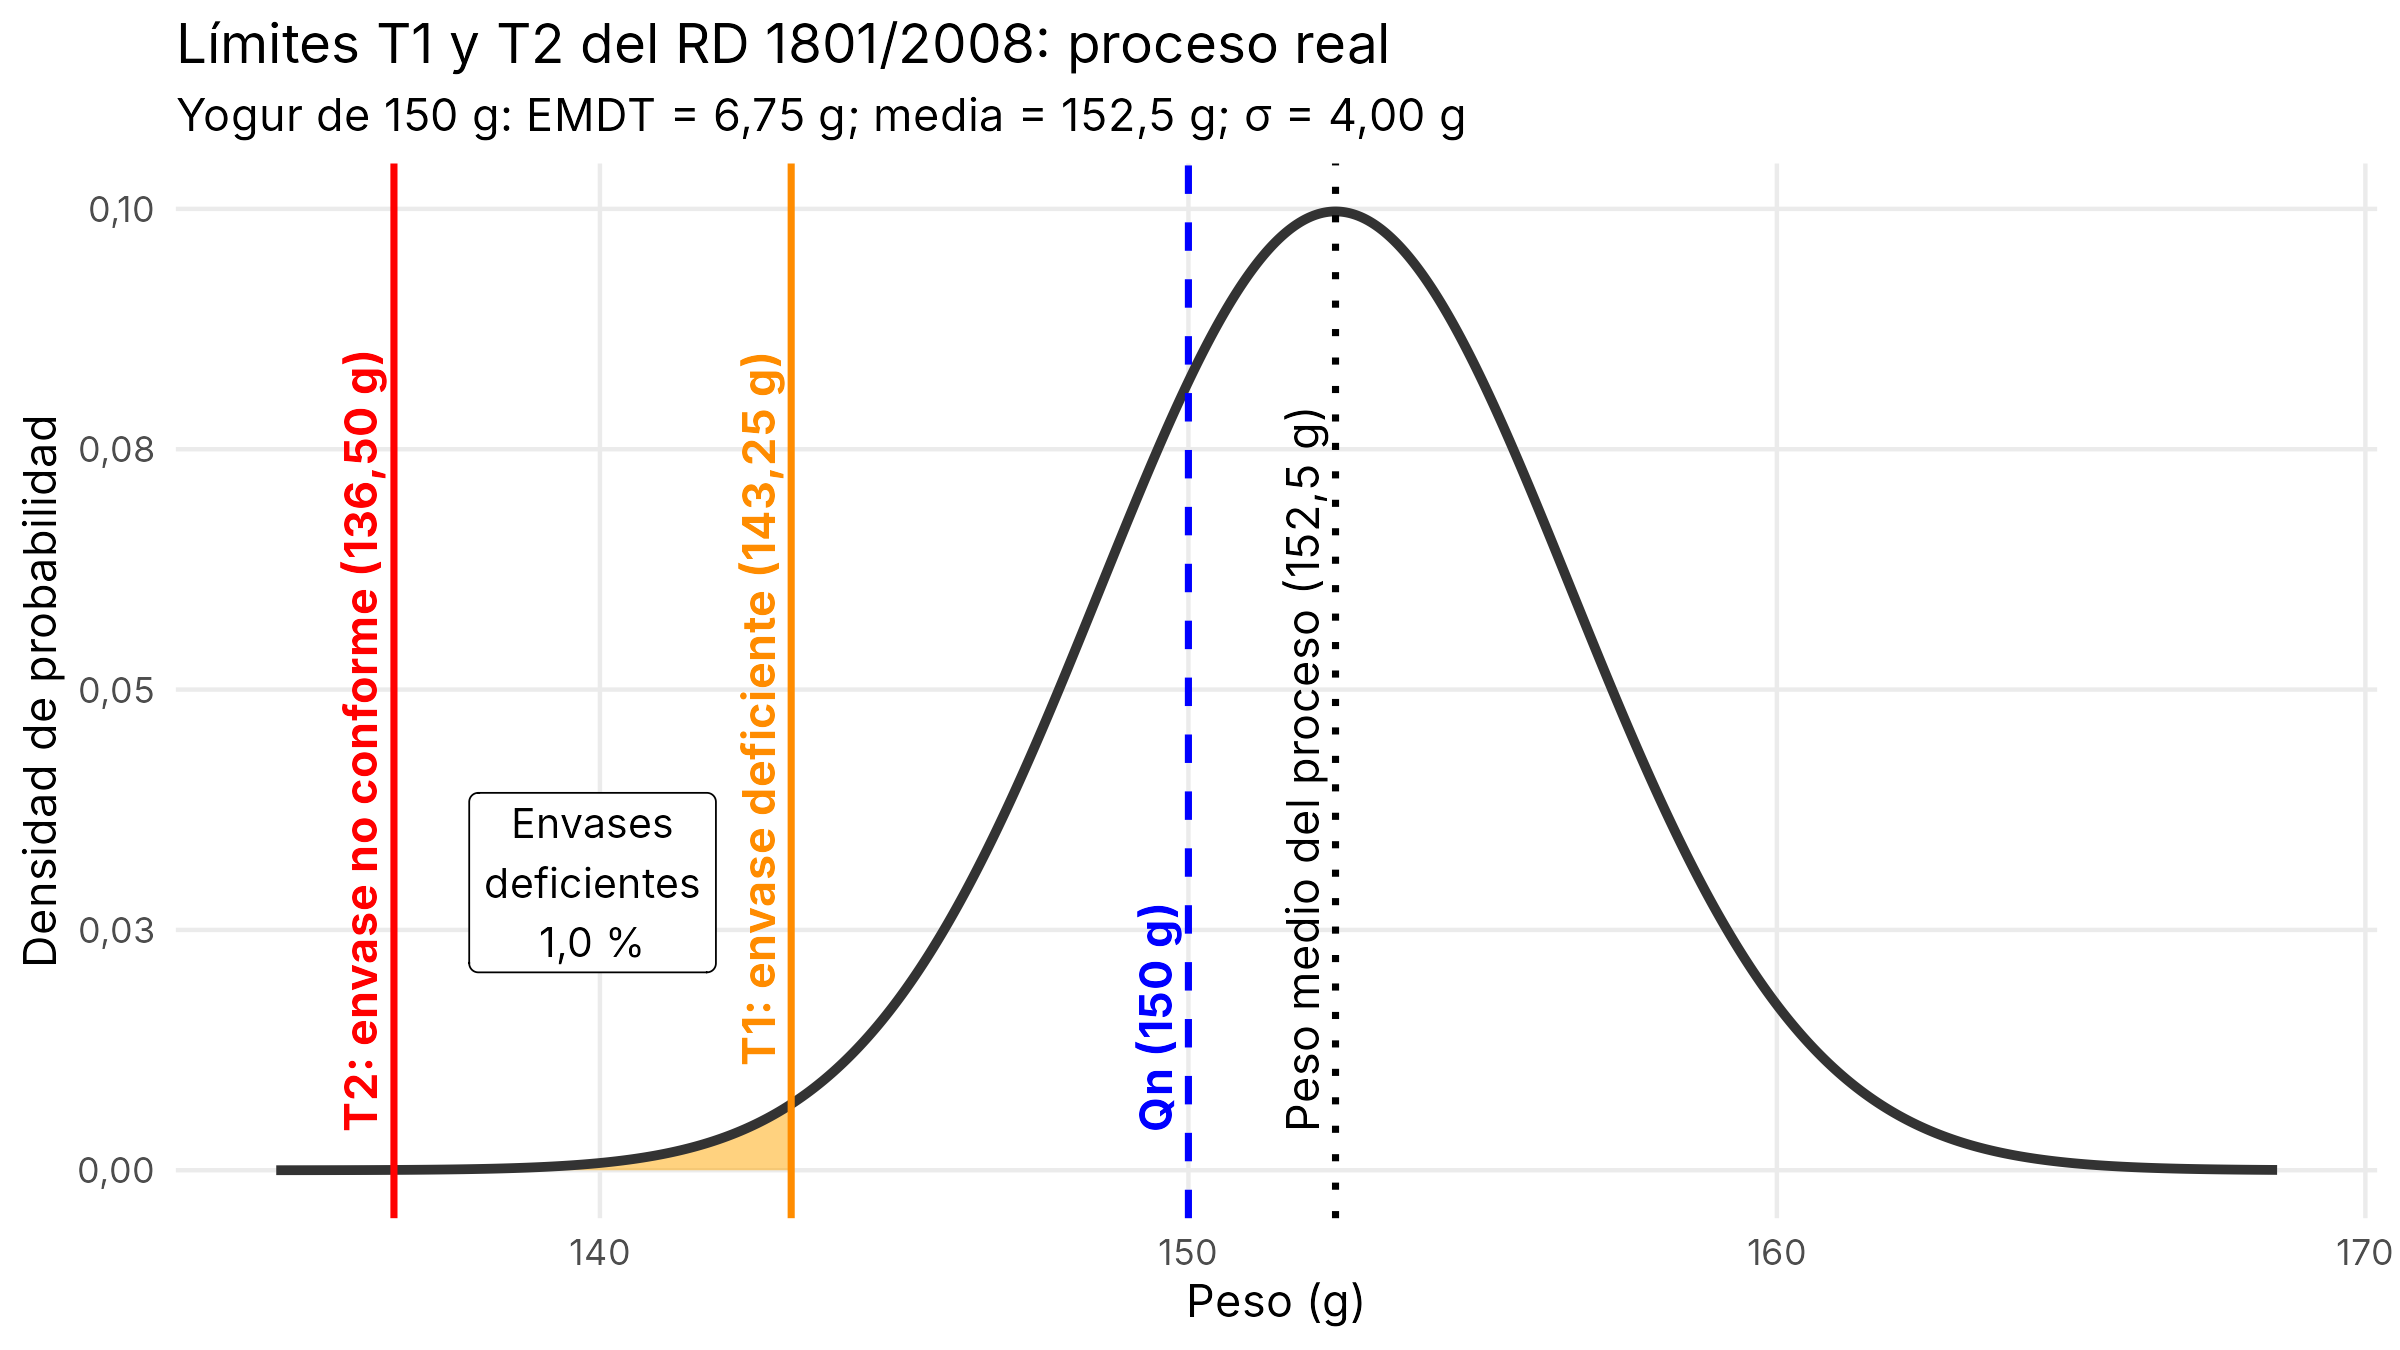 Límites T1 y T2 del RD 1801/2008: proceso real
Yogur de 150 g: EMDT = 6,75 g; media = 152,5 g; σ = 4,00 g
Densidad de probabilidad
0,10
0,08
0,05
0,03
0,00
T2: envase no conforme (136,50 g)
Envases
deficientes
1,0 %
T1: envase deficiente (143,25 g)
Qn (150 g)
Peso medio del proceso (152,5 g)
140
150
160
170
Peso (g)